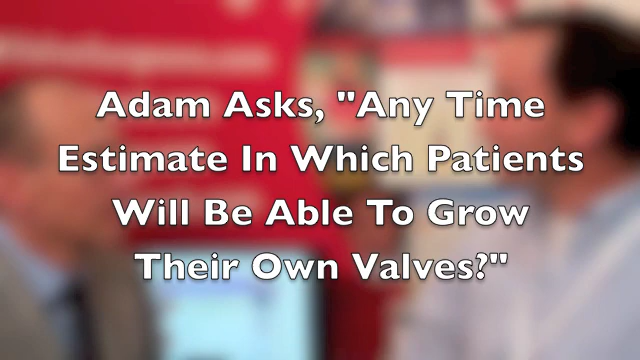 Adam Asks, "Any Time
Estimate In Which Patients
Will Be Able To Grow
Their Own Valves?"